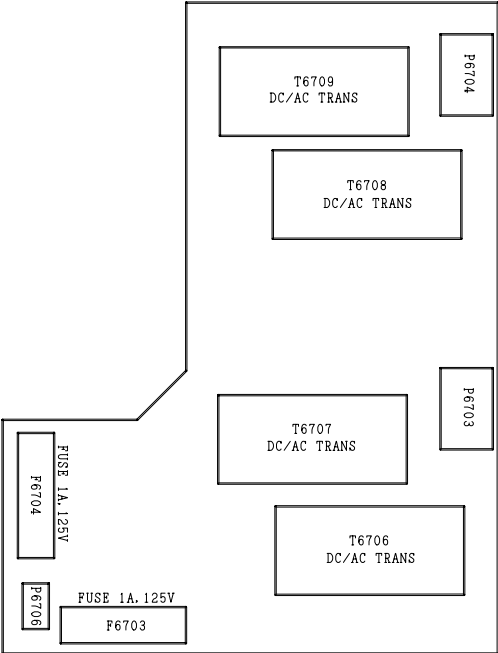 T6709
DC/AC TRANS
P6704
T6708
DC/AC TRANS
P6703
T6707
DC/AC TRANS
F6704
FUSE 1A.125V
T6706
DC/AC TRANS
P6706
FUSE 1A.125V
F6703